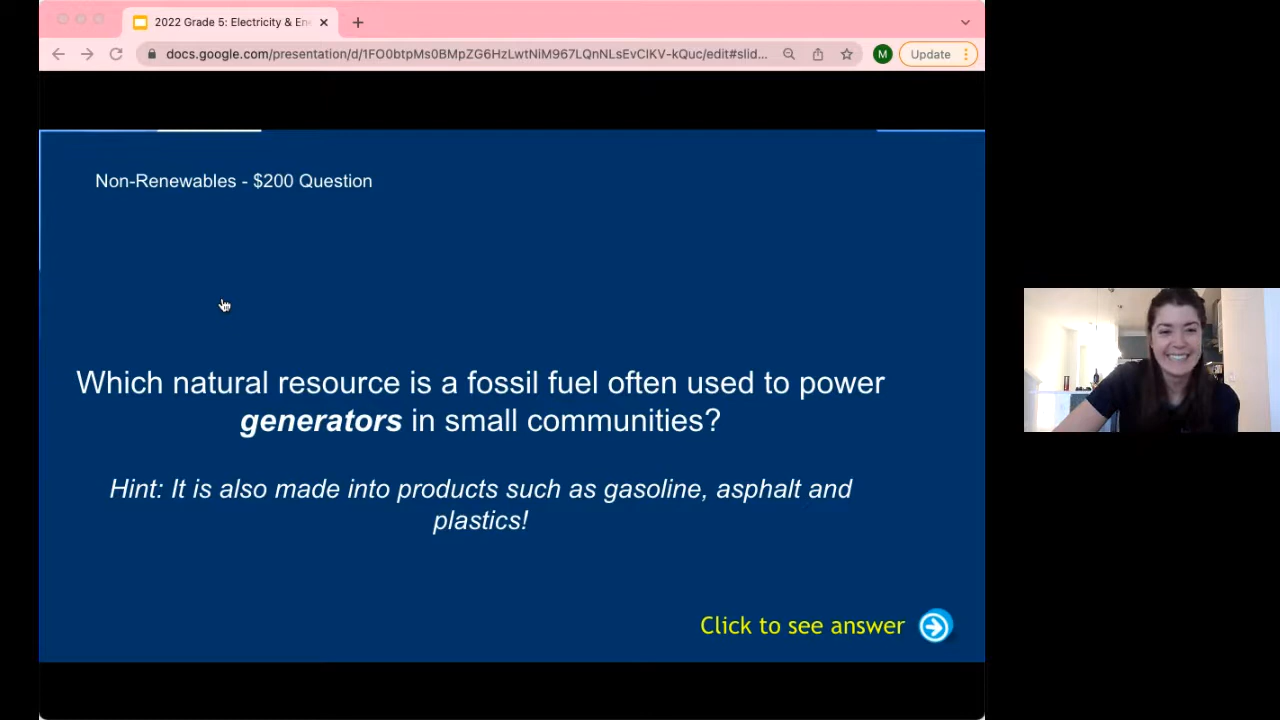 2022 Grade 5: Electricity & En
docs.google.com/presentation/d/1FO0btpMs0BMpZG6HzLwtNiM967LQnNLsEvCIKV-kQuc/edit#slid...
M
Update
Non-Renewables - $200 Question
Which natural resource is a fossil fuel often used to power
generators in small communities?
Hint: It is also made into products such as gasoline, asphalt and
plastics!
Click to see answer